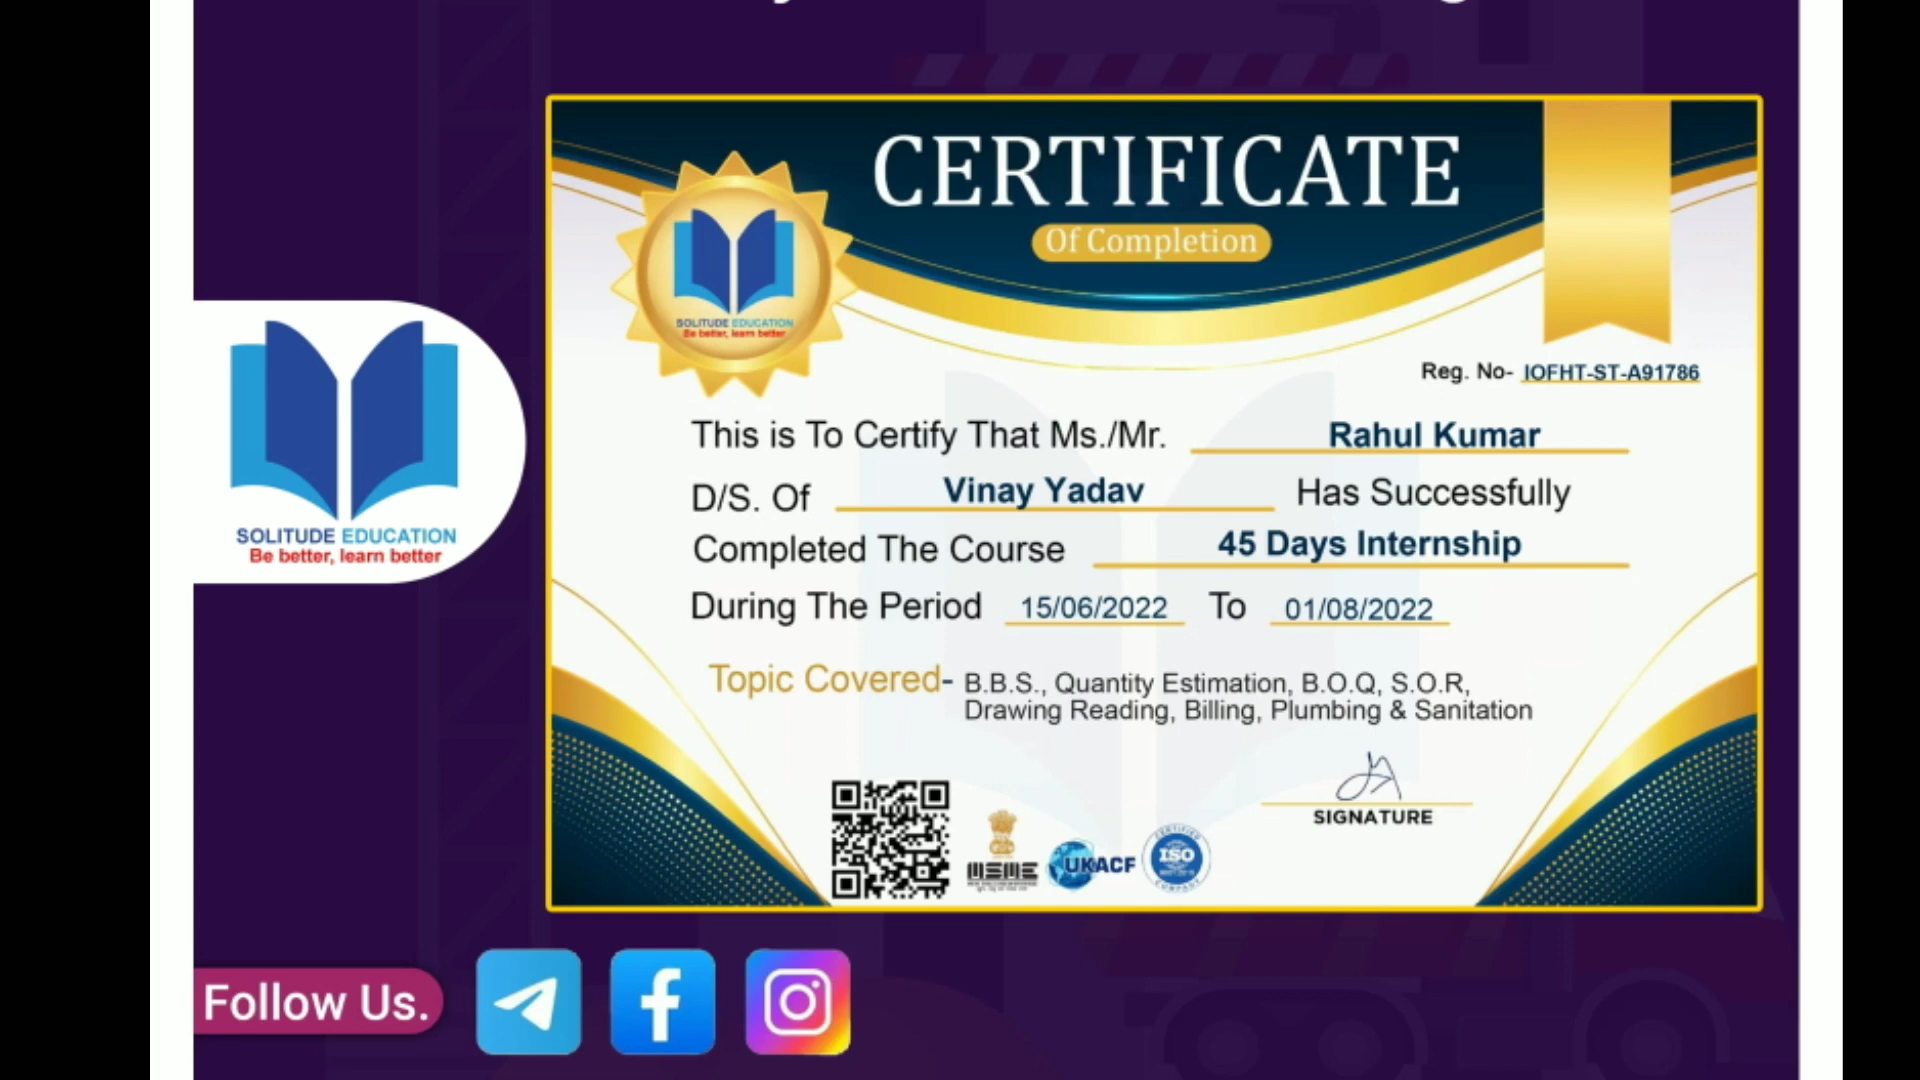 CERTIFICATE
Of Completion
SOLITUDE EDUCATION
Be better, learn better
Reg. No- IOFHT-ST-A91786
This is To Certify That Ms./Mr. Rahul Kumar
D/S. Of Vinay Yadav Has Successfully
Completed The Course 45 Days Internship
During The Period 15/06/2022 To 01/08/2022
Topic Covered- B.B.S., Quantity Estimation, B.O.Q, S.O.R,
Drawing Reading, Billing, Plumbing & Sanitation
SIGNATURE
MSME
UKACF
CERTIFIED
ISO
COMPANY
SOLITUDE EDUCATION
Be better, learn better
Follow Us.